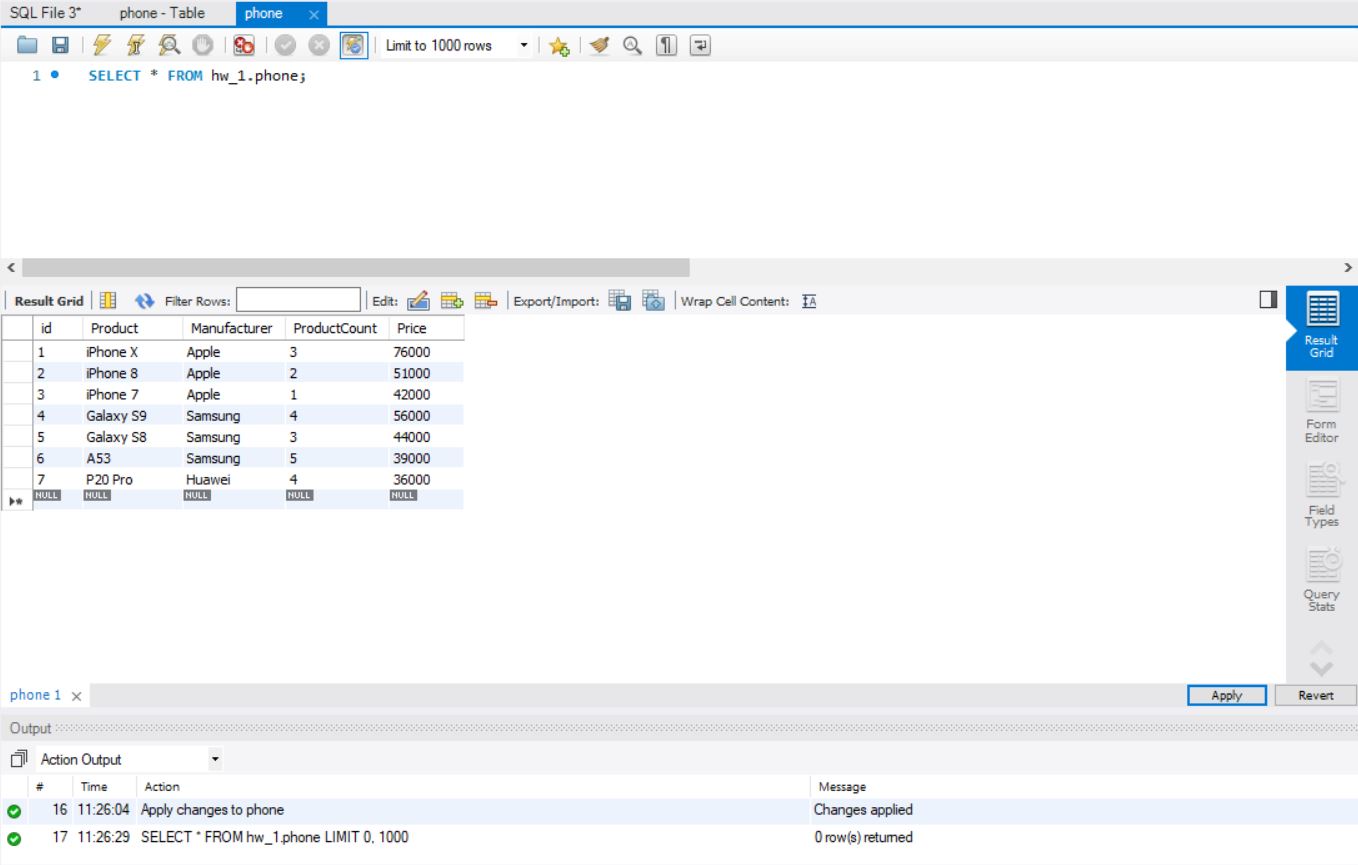 SQL File 3* phone - Table phone
Limit to 1000 rows
1 SELECT * FROM hw_1.phone;
Result Grid Filter Rows: Edit: Export/Import: Wrap Cell Content:
id Product Manufacturer ProductCount Price
1 iPhone X Apple 3 76000
2 iPhone 8 Apple 2 51000
3 iPhone 7 Apple 1 42000
4 Galaxy S9 Samsung 4 56000
5 Galaxy S8 Samsung 3 44000
6 A53 Samsung 5 39000
7 P20 Pro Huawei 4 36000
NULL NULL NULL NULL NULL
Result
Grid
Form
Editor
Field
Types
Query
Stats
phone 1 Apply Revert
Output
Action Output
# Time Action Message
16 11:26:04 Apply changes to phone Changes applied
17 11:26:29 SELECT * FROM hw_1.phone LIMIT 0, 1000 0 row(s) returned